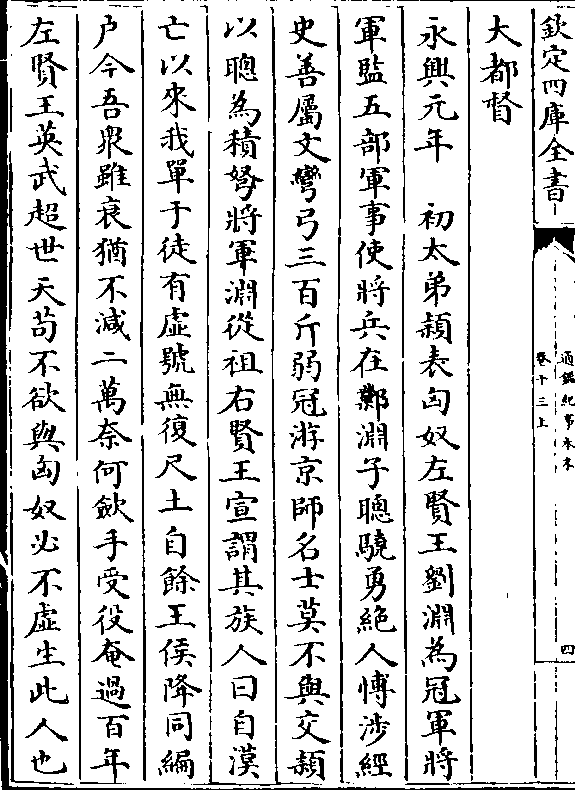 欽定四庫全書
通鑑紀事本末
卷十三上
四
大都督
永興元年　初太弟穎表匈奴左賢王劉淵為冠軍將
軍監五部軍事使將兵在鄴淵子聰驍勇絶人愽涉經
史善屬文彎弓三百斤弱冠游京師名士莫不與交穎
以聰為積弩將軍淵從祖右賢王宣謂其族人曰自漢
亡以來我單于徒有虛號無復尺土自餘王侯降同編
户今吾衆雖衰猶不減二萬奈何斂手受役奄過百年
左賢王英武超世天茍不欲與匈奴必不虛生此人也